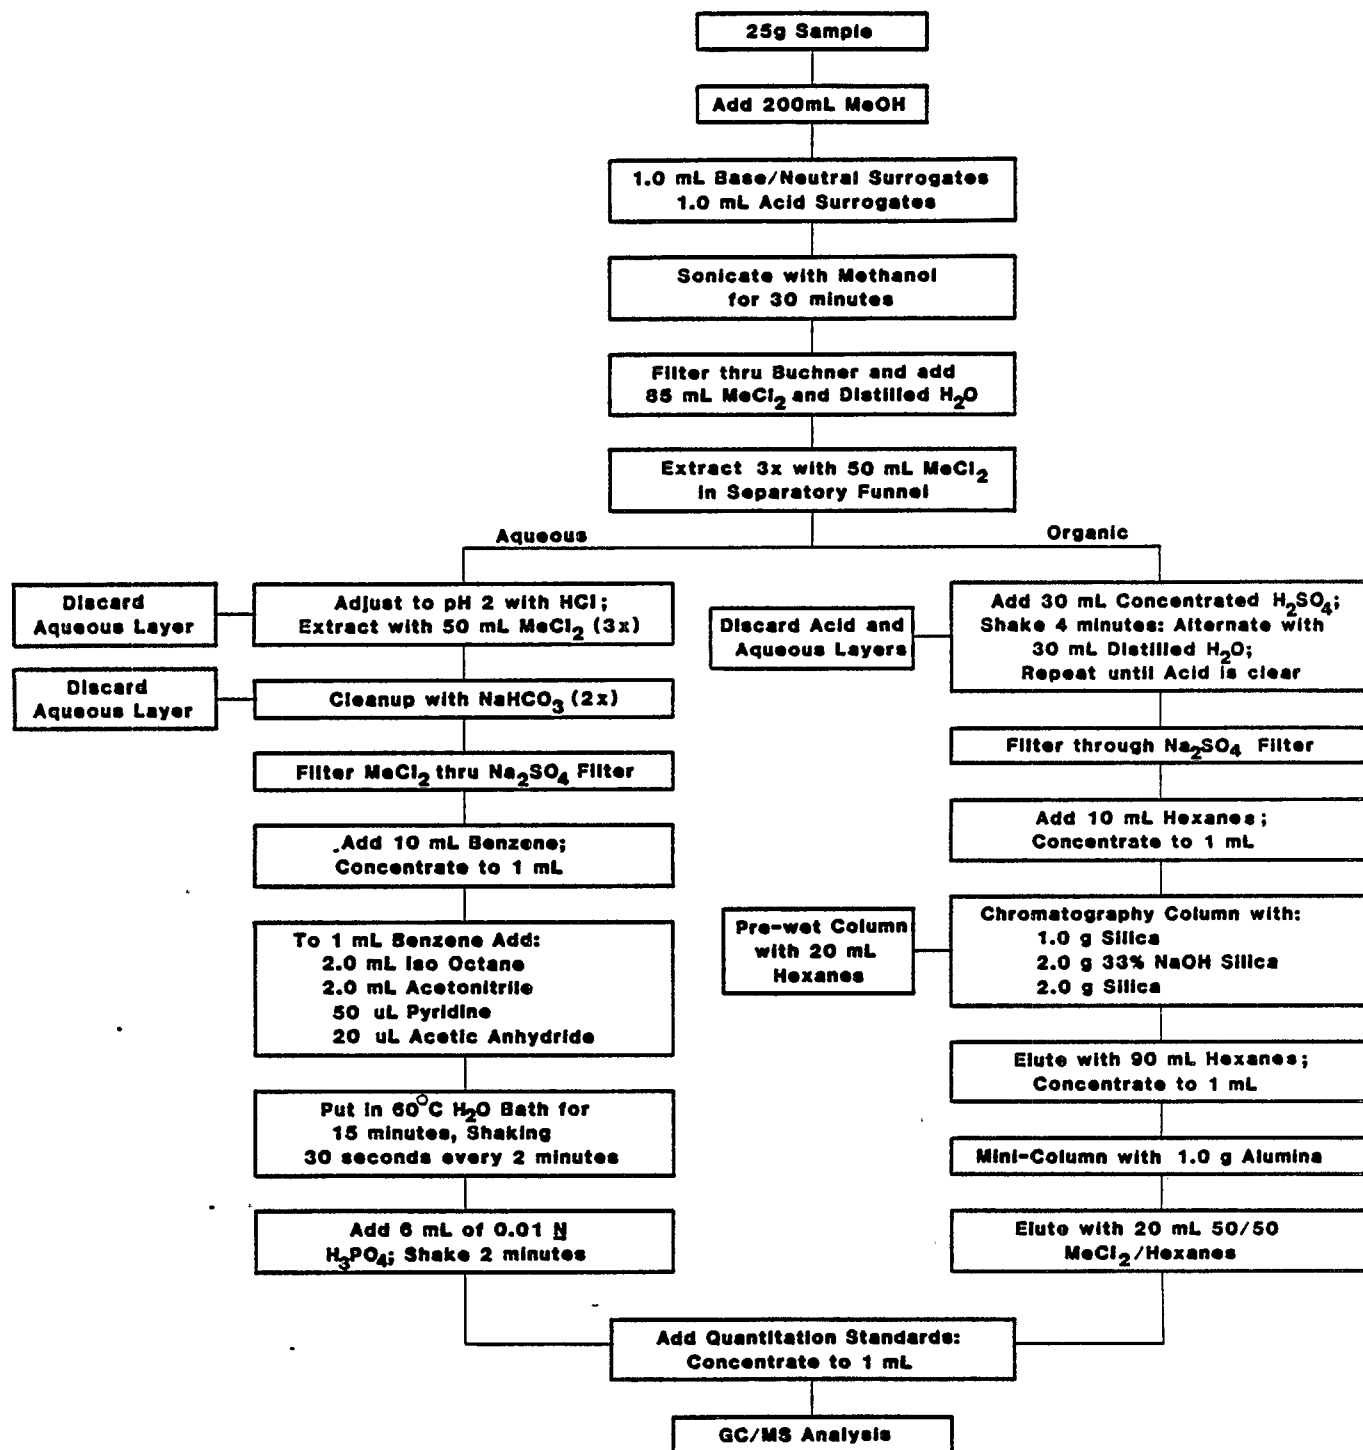 25g Sample
Add 200mL MeOH
1.0 mL Base/Neutral Surrogates
1.0 mL Acid Surrogates
Sonicate with Methanol
for 30 minutes
Filter thru Buchner and add
85 mL MeCl₂ and Distilled H₂O
Extract 3x with 50 mL MeCl₂
in Separatory Funnel
Aqueous
Organic
Discard
Aqueous Layer
Adjust to pH 2 with HCl;
Extract with 50 mL MeCl₂ (3x)
Discard
Aqueous Layer
Cleanup with NaHCO₃ (2x)
Filter MeCl₂ thru Na₂SO₄ Filter
Add 10 mL Benzene;
Concentrate to 1 mL
To 1 mL Benzene Add:
2.0 mL Iso Octane
2.0 mL Acetonitrile
50 uL Pyridine
20 uL Acetic Anhydride
Put in 60°C H₂O Bath for
15 minutes, Shaking
30 seconds every 2 minutes
Add 6 mL of 0.01 N
H₃PO₄; Shake 2 minutes
Discard Acid and
Aqueous Layers
Add 30 mL Concentrated H₂SO₄;
Shake 4 minutes: Alternate with
30 mL Distilled H₂O;
Repeat until Acid is clear
Filter through Na₂SO₄ Filter
Add 10 mL Hexanes;
Concentrate to 1 mL
Pre-wet Column
with 20 mL
Hexanes
Chromatography Column with:
1.0 g Silica
2.0 g 33% NaOH Silica
2.0 g Silica
Elute with 90 mL Hexanes;
Concentrate to 1 mL
Mini-Column with 1.0 g Alumina
Elute with 20 mL 50/50
MeCl₂/Hexanes
Add Quantitation Standards:
Concentrate to 1 mL
GC/MS Analysis